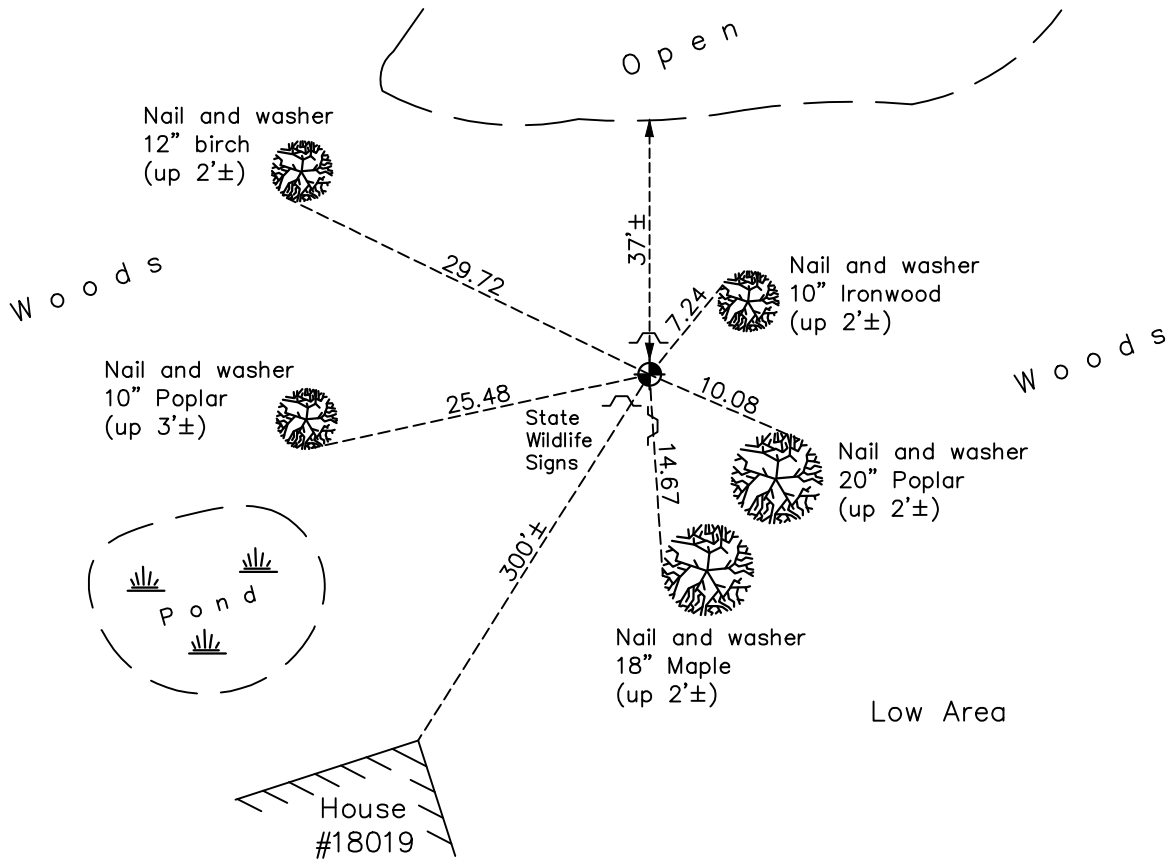 Open
Nail and washer
12” birch
(up 2'±)
Woods
29.72
37'±
7.24
Nail and washer
10” Ironwood
(up 2'±)
Woods
Nail and washer
10” Poplar
(up 3'±)
25.48
10.08
State
Wildlife
Signs
14.67
Nail and washer
20” Poplar
(up 2'±)
300'±
Pond
Nail and washer
18” Maple
(up 2'±)
Low Area
House
#18019